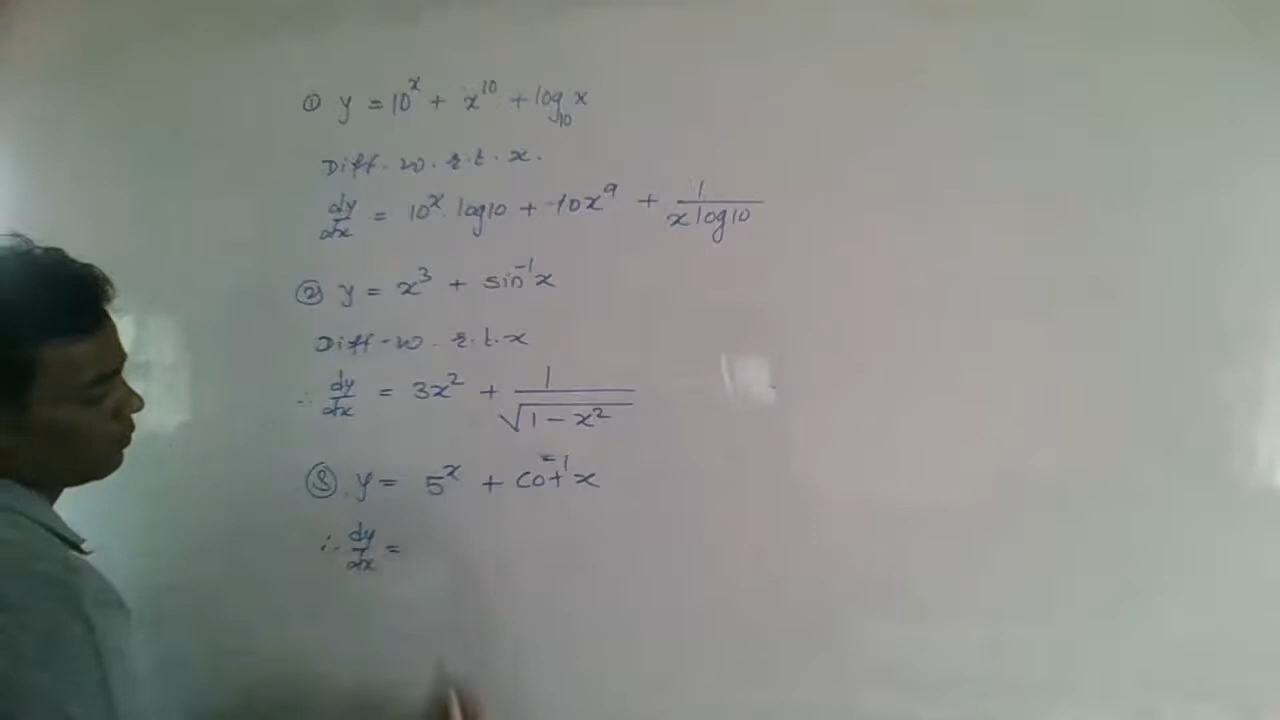 ① y = 10^x + x^10 + log_10 x
Diff. w.r.t. x.
dy/dx = 10^x. log10 + 10x^9 + 1/(x log10)
② y = x^3 + sin^-1 x
Diff. w.r.t. x
∴ dy/dx = 3x^2 + 1/√(1 - x^2)
③ y = 5^x + cot^-1 x
∴ dy/dx =